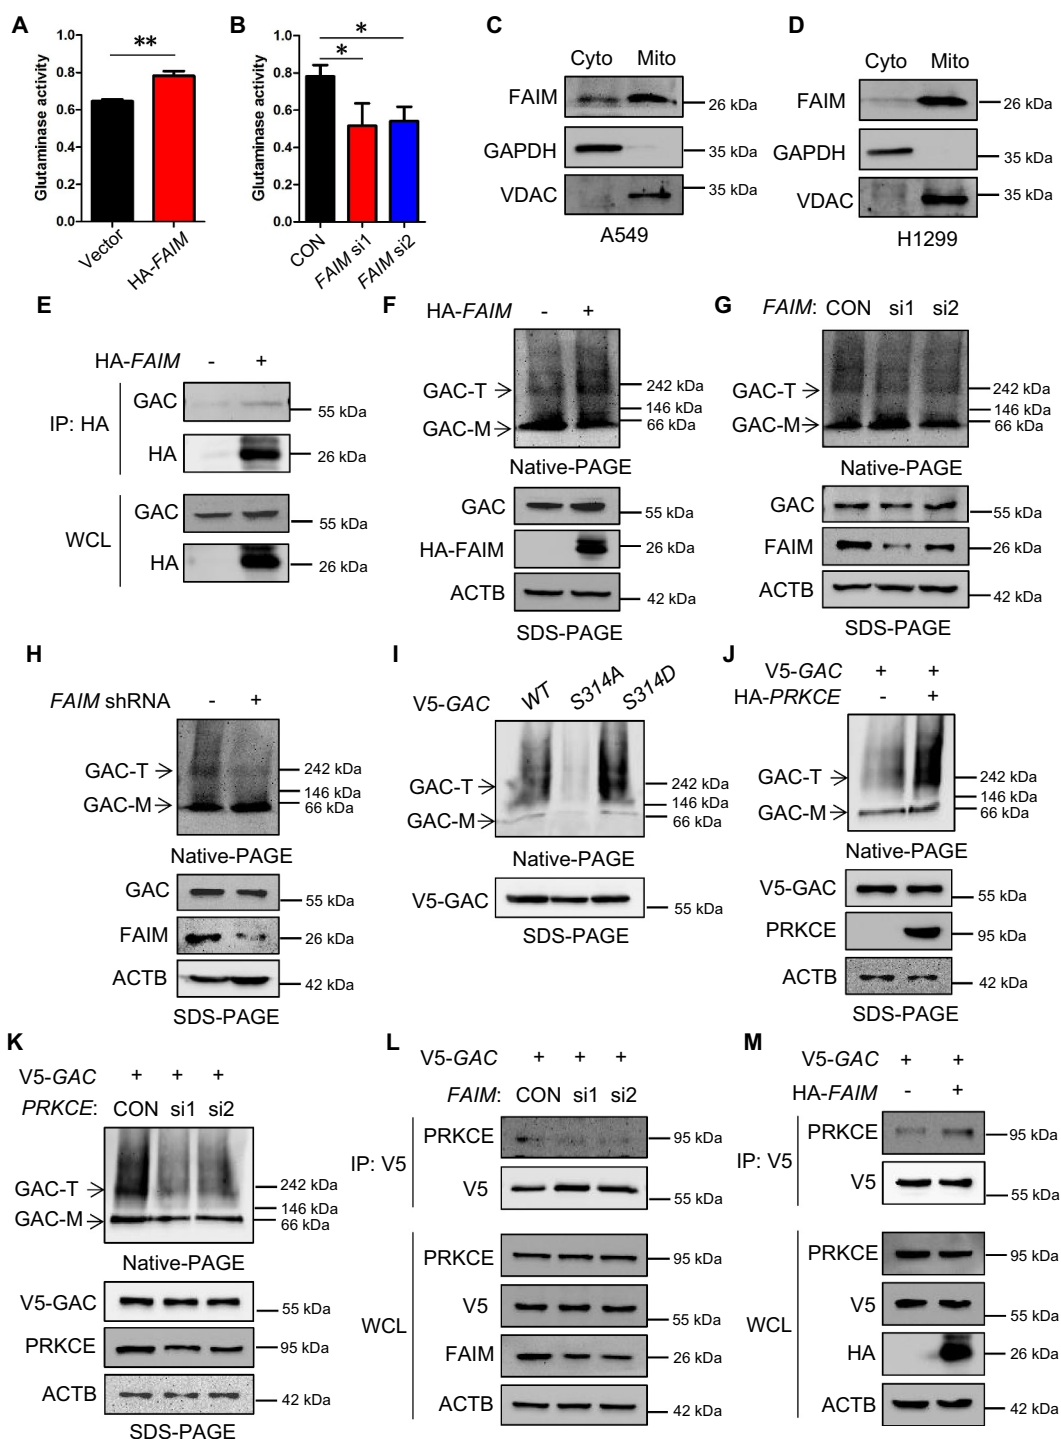 A
Glutaminase activity
1.0
0.8
0.6
0.4
0.2
0.0
**
Vector
HA-FAIM
B
Glutaminase activity
1.0
0.8
0.6
0.4
0.2
0.0
*
*
CON
FAIM si1
FAIM si2
C
Cyto Mito
FAIM 26 kDa
GAPDH 35 kDa
VDAC 35 kDa
A549
D
Cyto Mito
FAIM 26 kDa
GAPDH 35 kDa
VDAC 35 kDa
H1299
E
HA-FAIM - +
IP: HA
GAC 55 kDa
HA 26 kDa
WCL
GAC 55 kDa
HA 26 kDa
F
HA-FAIM - +
GAC-T 242 kDa
146 kDa
GAC-M 66 kDa
Native-PAGE
GAC 55 kDa
HA-FAIM 26 kDa
ACTB 42 kDa
SDS-PAGE
G
FAIM: CON si1 si2
GAC-T 242 kDa
146 kDa
GAC-M 66 kDa
Native-PAGE
GAC 55 kDa
FAIM 26 kDa
ACTB 42 kDa
SDS-PAGE
H
FAIM shRNA - +
GAC-T 242 kDa
146 kDa
GAC-M 66 kDa
Native-PAGE
GAC 55 kDa
FAIM 26 kDa
ACTB 42 kDa
SDS-PAGE
I
V5-GAC WT S314A S314D
GAC-T 242 kDa
146 kDa
GAC-M 66 kDa
Native-PAGE
V5-GAC 55 kDa
SDS-PAGE
J
V5-GAC + +
HA-PRKCE - +
GAC-T 242 kDa
146 kDa
GAC-M 66 kDa
Native-PAGE
V5-GAC 55 kDa
PRKCE 95 kDa
ACTB 42 kDa
SDS-PAGE
K
V5-GAC + + +
PRKCE: CON si1 si2
GAC-T 242 kDa
146 kDa
GAC-M 66 kDa
Native-PAGE
V5-GAC 55 kDa
PRKCE 95 kDa
ACTB 42 kDa
SDS-PAGE
L
V5-GAC + + +
FAIM: CON si1 si2
IP: V5
PRKCE 95 kDa
V5 55 kDa
WCL
PRKCE 95 kDa
V5 55 kDa
FAIM 26 kDa
ACTB 42 kDa
M
V5-GAC + +
HA-FAIM - +
IP: V5
PRKCE 95 kDa
V5 55 kDa
WCL
PRKCE 95 kDa
V5 55 kDa
HA 26 kDa
ACTB 42 kDa